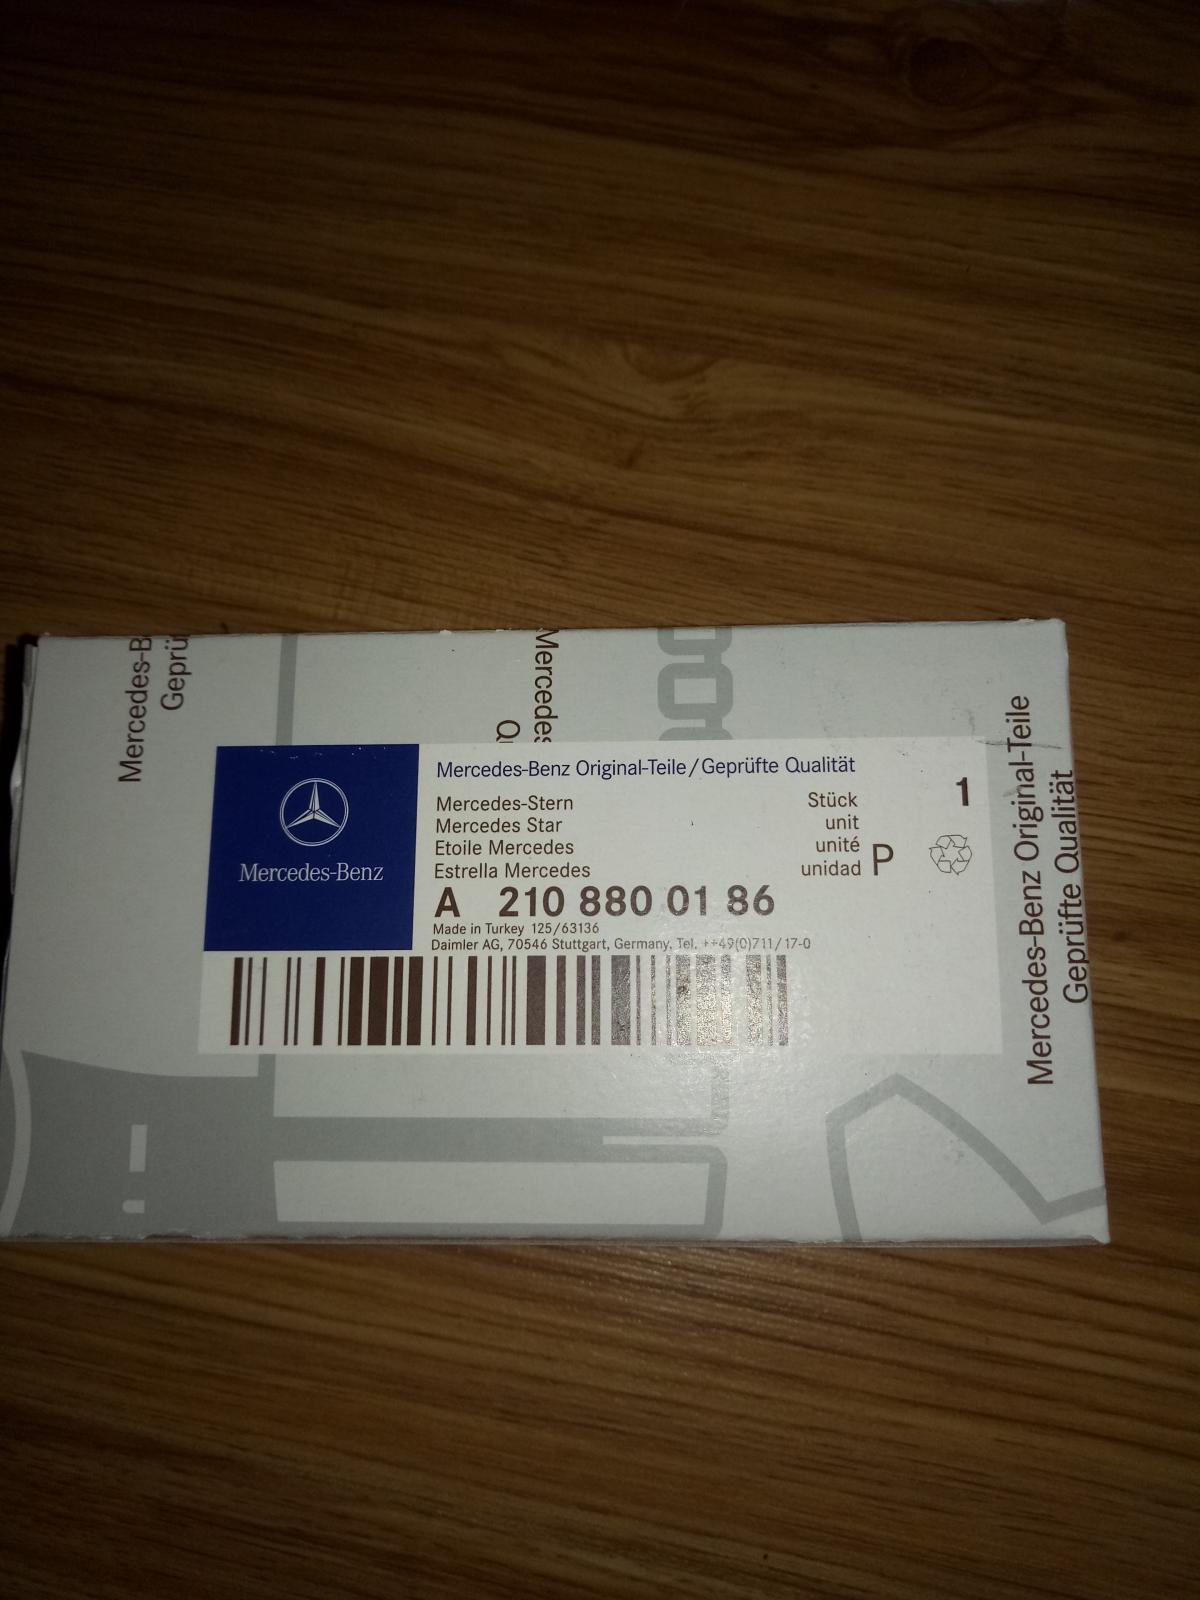 Mercedes-B
Geprü
Mercedes
Qu
Mercedes-Benz
Mercedes-Benz Original-Teile/Geprüfte Qualität
Mercedes-Stern
Mercedes Star
Etoile Mercedes
Estrella Mercedes
Stück
unit
unité
unidad P
1
A 210 880 01 86
Made in Turkey 125/63136
Daimler AG, 70546 Stuttgart, Germany, Tel. ++49(0)711/17-0
Mercedes-Benz Original-Teile
Geprüfte Qualität